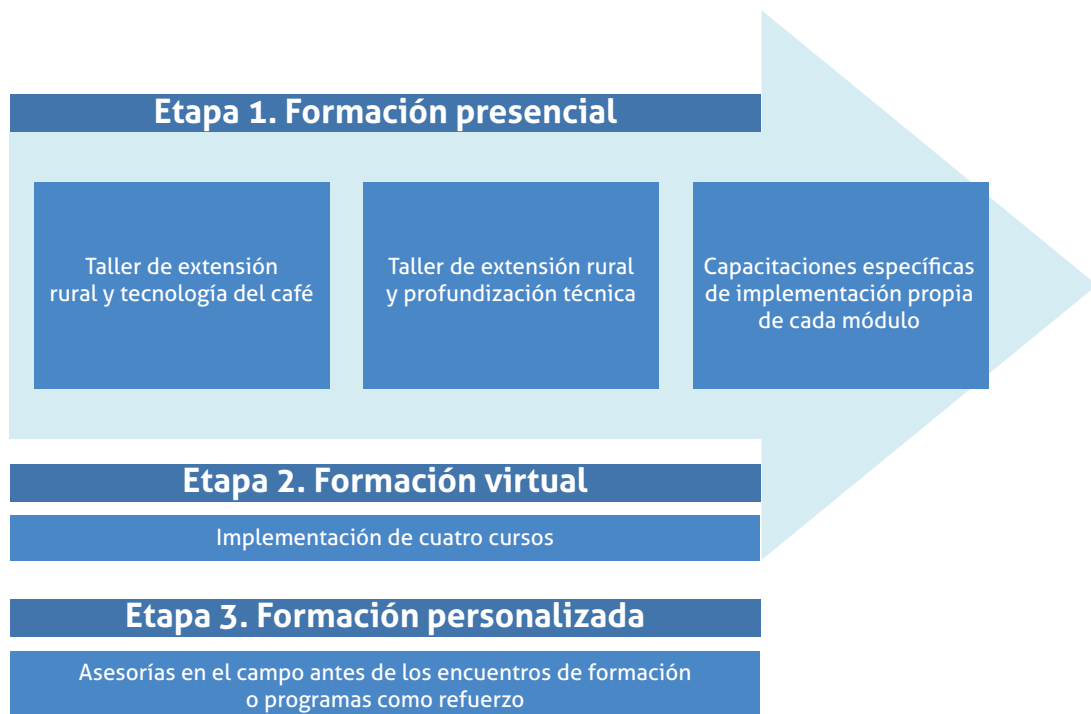 Etapa 1. Formación presencial
Taller de extensión
rural y tecnología del café
Taller de extensión rural
y profundización técnica
Capacitaciones específicas
de implementación propia
de cada módulo
Etapa 2. Formación virtual
Implementación de cuatro cursos
Etapa 3. Formación personalizada
Asesorías en el campo antes de los encuentros de formación
o programas como refuerzo